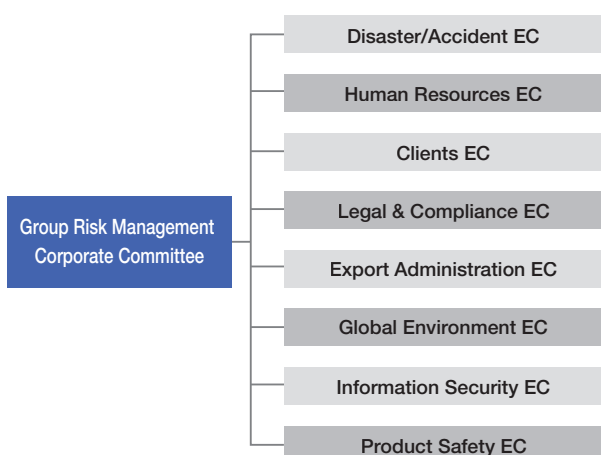 Disaster/Accident EC
Human Resources EC
Clients EC
Legal & Compliance EC
Group Risk Management
Corporate Committee
Export Administration EC
Global Environment EC
Information Security EC
Product Safety EC